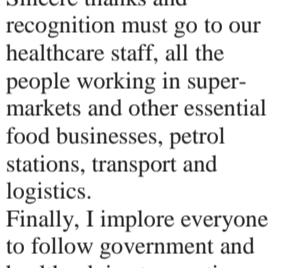 Sincere thanks and
recognition must go to our
healthcare staff, all the
people working in super-
markets and other essential
food businesses, petrol
stations, transport and
logistics.
Finally, I implore everyone
to follow government and